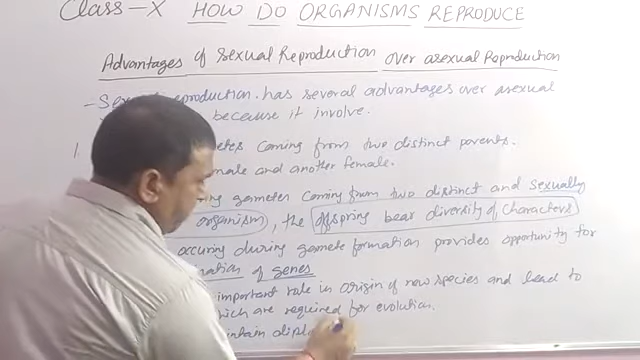 Class-X HOW DO ORGANISMS REPRODUCE
Advantages of sexual Reproduction over asexual Reproduction
- Sexual reproduction has several advantages over asexual
because it involve.
1. coming from two distinct parents.
male and another female.
gameten coming from two distinct and sexually
organism, the offspring bear diversity of characters
occuring during gamete formation provides opportunity for
of genes
important role in origin of new species and lead to
which are required for evolution.